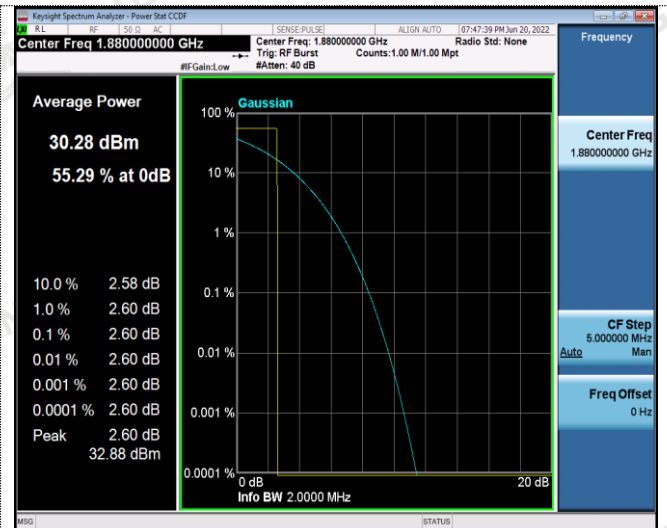 Keysight Spectrum Analyzer - Power Stat CCDF
RL RF 50 Ω AC SENSE:PULSE ALIGN AUTO 07:47:39 PM Jun 20, 2022
Center Freq 1.880000000 GHz
Center Freq: 1.880000000 GHz Radio Std: None
Trig: RF Burst Counts:1.00 M/1.00 Mpt
#IFGain:Low #Atten: 40 dB
Frequency
Average Power
30.28 dBm
55.29 % at 0dB
10.0 % 2.58 dB
1.0 % 2.60 dB
0.1 % 2.60 dB
0.01 % 2.60 dB
0.001 % 2.60 dB
0.0001 % 2.60 dB
Peak 2.60 dB
32.88 dBm
Gaussian
100 %
10 %
1 %
0.1 %
0.01 %
0.001 %
0.0001 %
0 dB 20 dB
Info BW 2.0000 MHz
Center Freq
1.880000000 GHz
CF Step
5.000000 MHz
Auto Man
Freq Offset
0 Hz
MSG STATUS